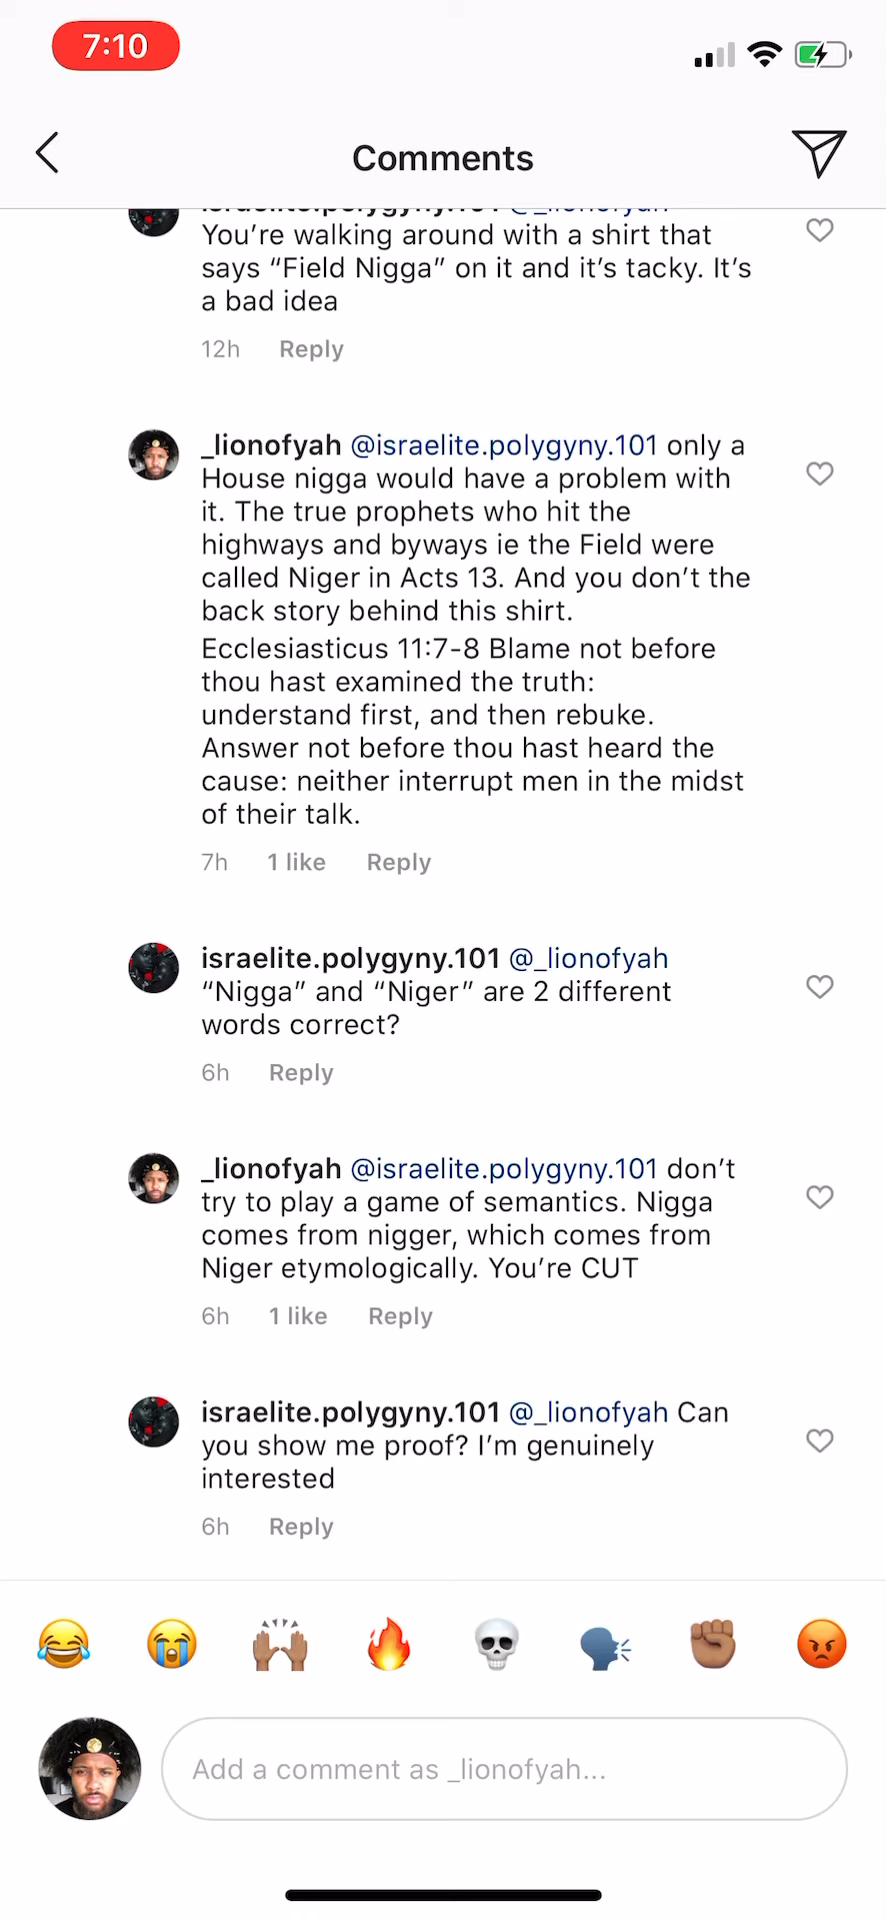 7:10
Comments
israelite.polygyny.101 @_lionofyah
You’re walking around with a shirt that
says “Field Nigga” on it and it’s tacky. It’s
a bad idea
12h Reply
_lionofyah @israelite.polygyny.101 only a
House nigga would have a problem with
it. The true prophets who hit the
highways and byways ie the Field were
called Niger in Acts 13. And you don’t the
back story behind this shirt.
Ecclesiasticus 11:7-8 Blame not before
thou hast examined the truth:
understand first, and then rebuke.
Answer not before thou hast heard the
cause: neither interrupt men in the midst
of their talk.
7h 1 like Reply
israelite.polygyny.101 @_lionofyah
“Nigga” and “Niger” are 2 different
words correct?
6h Reply
_lionofyah @israelite.polygyny.101 don’t
try to play a game of semantics. Nigga
comes from nigger, which comes from
Niger etymologically. You’re CUT
6h 1 like Reply
israelite.polygyny.101 @_lionofyah Can
you show me proof? I’m genuinely
interested
6h Reply
Add a comment as _lionofyah...